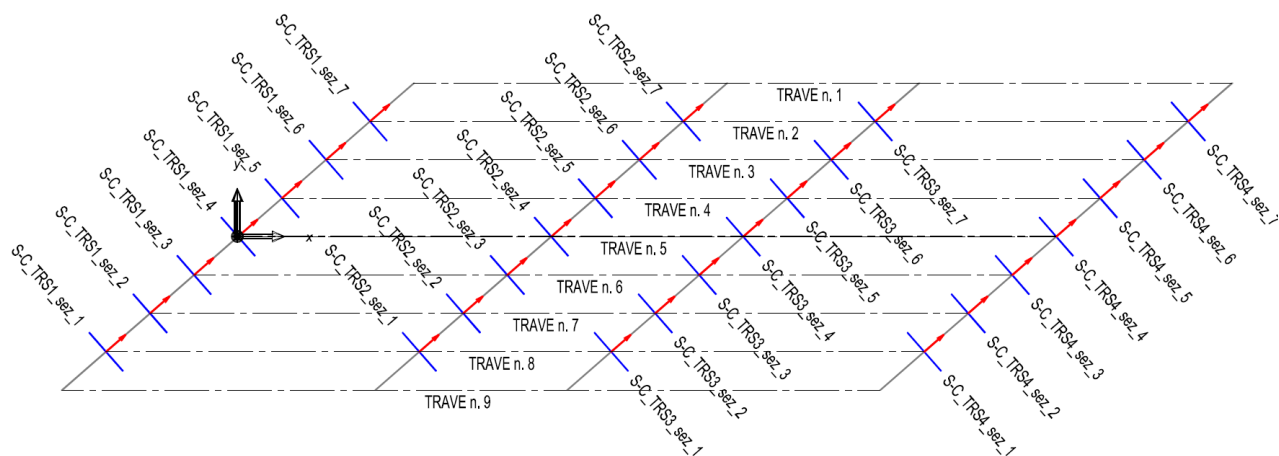 S-C_TRS1_sez_7
S-C_TRS1_sez_6
S-C_TRS1_sez_5
S-C_TRS1_sez_4
S-C_TRS1_sez_3
S-C_TRS1_sez_2
S-C_TRS1_sez_1
S-C_TRS2_sez_7
S-C_TRS2_sez_6
S-C_TRS2_sez_5
S-C_TRS2_sez_4
S-C_TRS2_sez_3
S-C_TRS2_sez_2
S-C_TRS2_sez_1
TRAVE n. 1
TRAVE n. 2
TRAVE n. 3
TRAVE n. 4
TRAVE n. 5
TRAVE n. 6
TRAVE n. 7
TRAVE n. 8
TRAVE n. 9
S-C_TRS3_sez_7
S-C_TRS3_sez_6
S-C_TRS3_sez_5
S-C_TRS3_sez_4
S-C_TRS3_sez_3
S-C_TRS3_sez_2
S-C_TRS3_sez_1
S-C_TRS4_sez_7
S-C_TRS4_sez_6
S-C_TRS4_sez_5
S-C_TRS4_sez_4
S-C_TRS4_sez_3
S-C_TRS4_sez_2
S-C_TRS4_sez_1